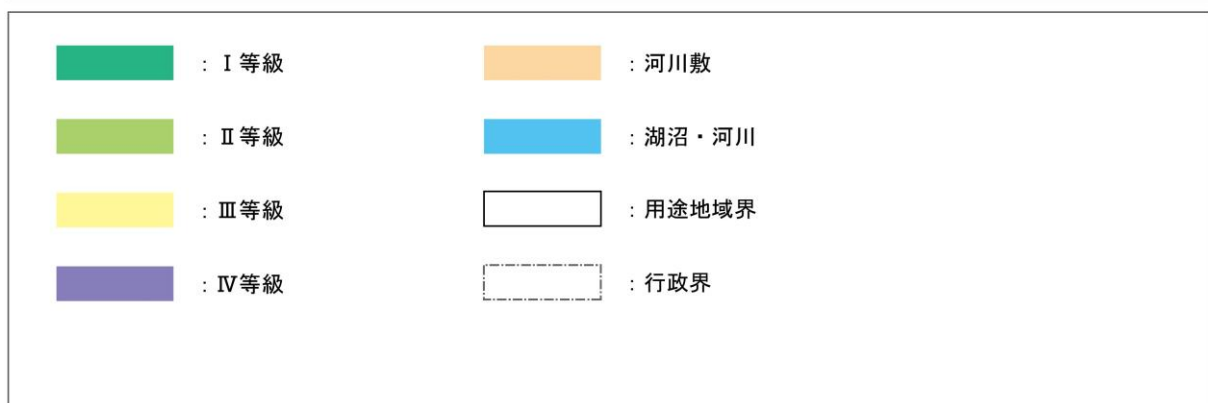 : Ⅰ等級
: Ⅱ等級
: Ⅲ等級
: Ⅳ等級
: 河川敷
: 湖沼・河川
: 用途地域界
: 行政界